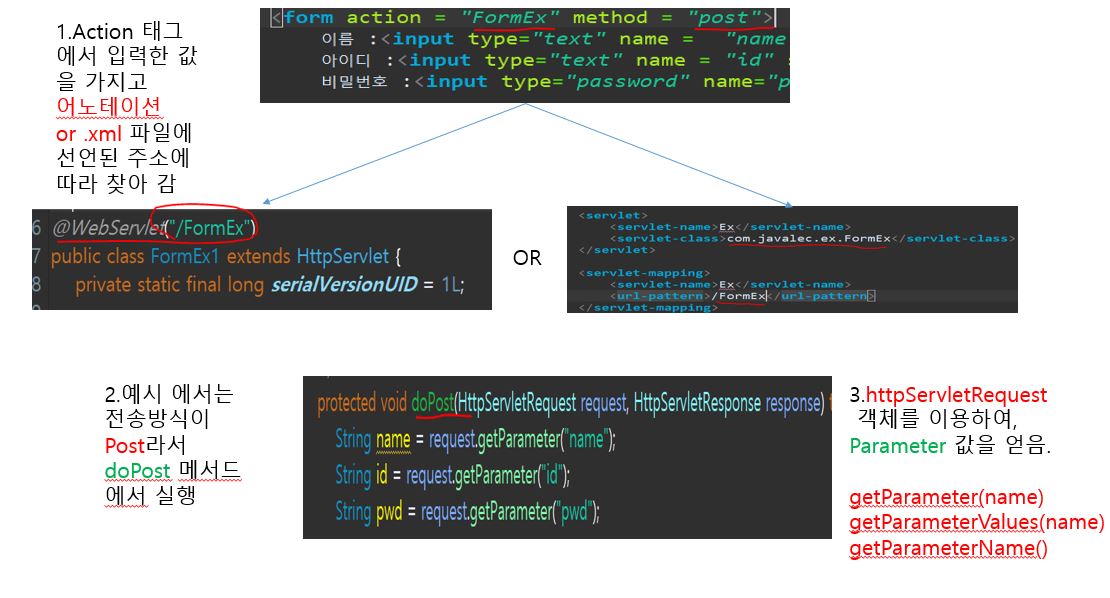 1.Action 태그
에서 입력한 값
을 가지고
어노테이션
or .xml 파일에
선언된 주소에
따라 찾아 감
<form action = "FormEx" method = "post">
이름 :<input type="text" name = "name
아이디 :<input type="text" name = "id"
비밀번호 :<input type="password" name="p
6 @WebServlet("/FormEx")
7 public class FormEx1 extends HttpServlet {
8 private static final long serialVersionUID = 1L;
OR
<servlet>
<servlet-name>Ex</servlet-name>
<servlet-class>com.javalec.ex.FormEx</servlet-class>
</servlet>
<servlet-mapping>
<servlet-name>Ex</servlet-name>
<url-pattern>/FormEx</url-pattern>
</servlet-mapping>
2.예시 에서는
전송방식이
Post라서
doPost 메서드
에서 실행
protected void doPost(HttpServletRequest request, HttpServletResponse response) t
String name = request.getParameter("name");
String id = request.getParameter("id");
String pwd = request.getParameter("pwd");
3.httpServletRequest
객체를 이용하여,
Parameter 값을 얻음.
getParameter(name)
getParameterValues(name)
getParameterName()